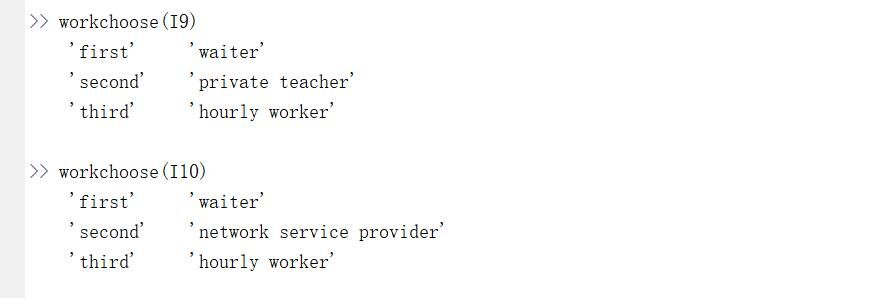 >> workchoose(I9)
'first' 'waiter'
'second' 'private teacher'
'third' 'hourly worker'
>> workchoose(I10)
'first' 'waiter'
'second' 'network service provider'
'third' 'hourly worker'